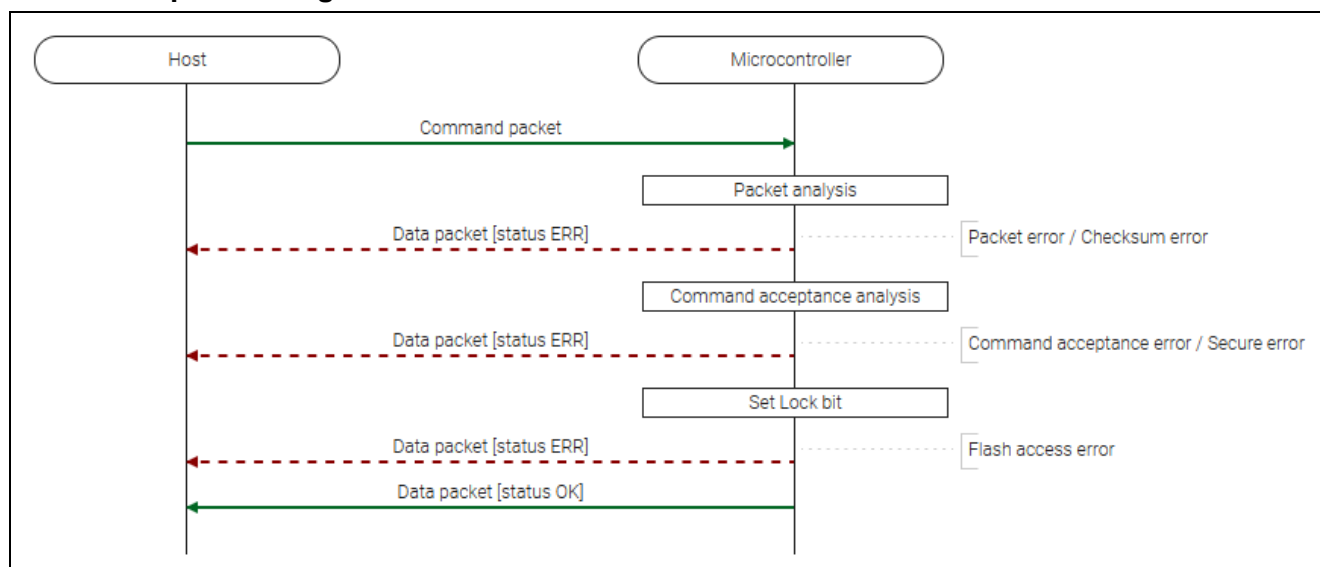 Host
Microcontroller
Command packet
Packet analysis
Data packet [status ERR]
Packet error / Checksum error
Command acceptance analysis
Data packet [status ERR]
Command acceptance error / Secure error
Set Lock bit
Data packet [status ERR]
Flash access error
Data packet [status OK]